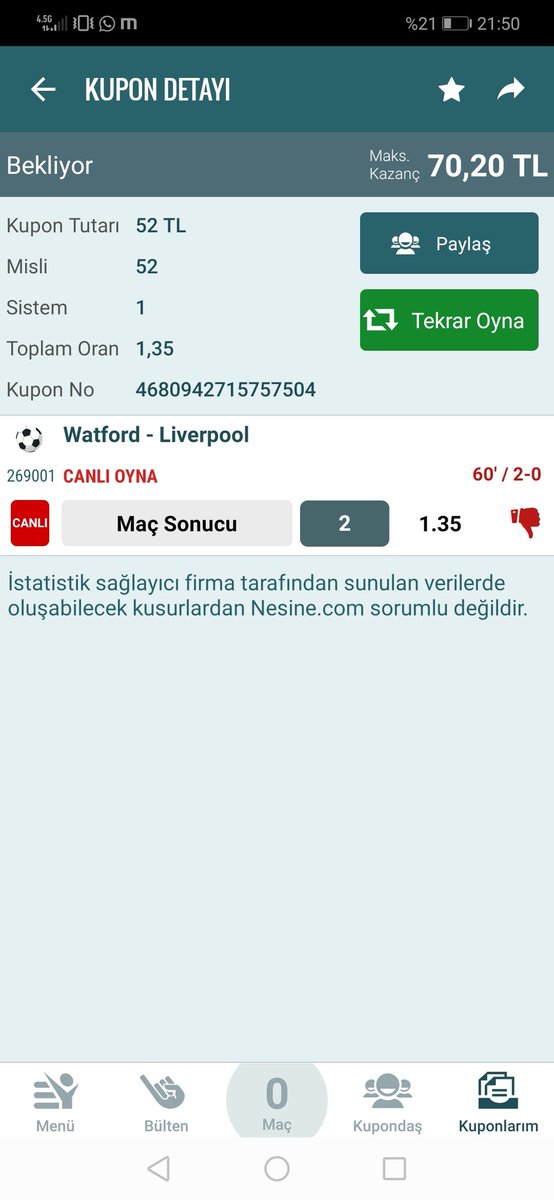 4.5G %21 21:50
KUPON DETAYI
Bekliyor Maks. Kazanç 70,20 TL
Kupon Tutarı 52 TL
Paylaş
Misli 52
Sistem 1
Tekrar Oyna
Toplam Oran 1,35
Kupon No 4680942715757504
Watford - Liverpool
269001 CANLI OYNA 60' / 2-0
CANLI Maç Sonucu 2 1.35
İstatistik sağlayıcı firma tarafından sunulan verilerde
oluşabilecek kusurlardan Nesine.com sorumlu değildir.
0
Menü Bülten Maç Kupondaş Kuponlarım